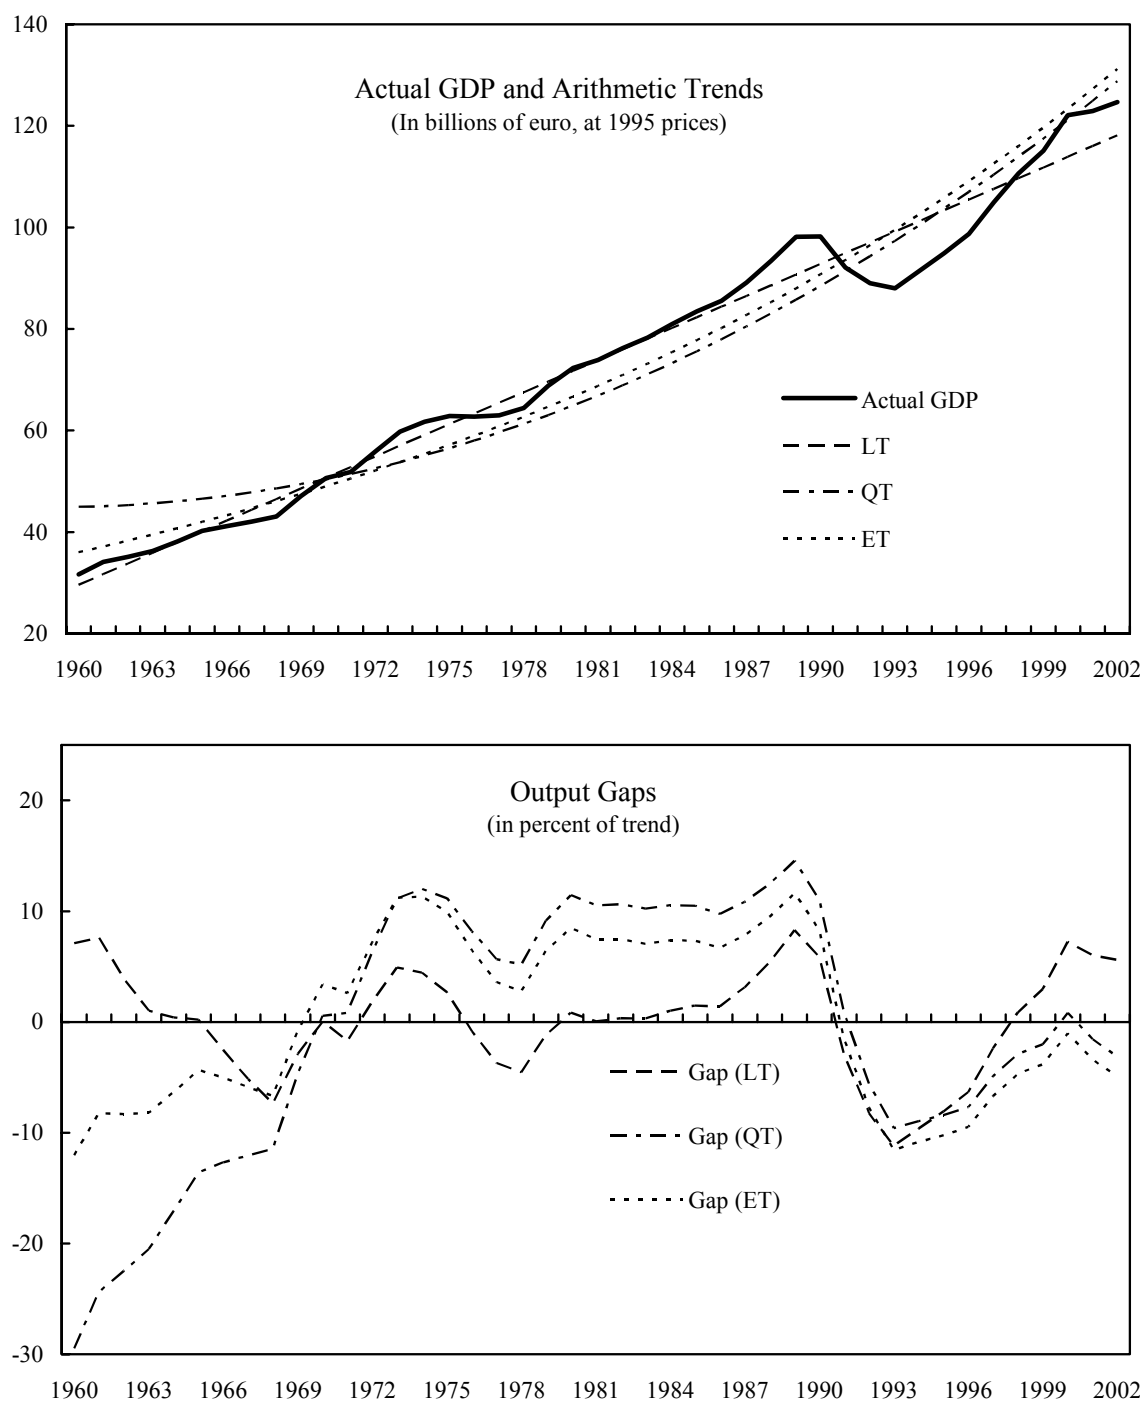 140
Actual GDP and Arithmetic Trends
(In billions of euro, at 1995 prices)
120
100
80
60
40
20
Actual GDP
LT
QT
ET
1960 1963 1966 1969 1972 1975 1978 1981 1984 1987 1990 1993 1996 1999 2002
Output Gaps
(in percent of trend)
20
10
0
-10
-20
-30
Gap (LT)
Gap (QT)
Gap (ET)
1960 1963 1966 1969 1972 1975 1978 1981 1984 1987 1990 1993 1996 1999 2002